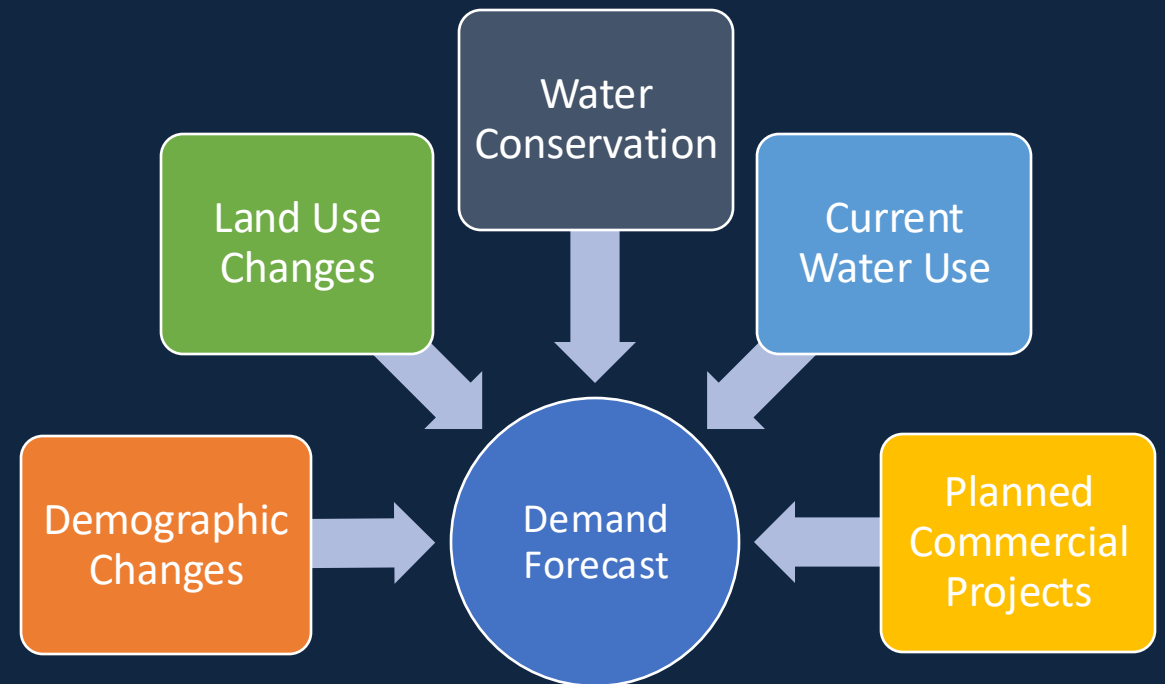 Water
Conservation
Land Use
Changes
Current
Water Use
Demographic
Changes
Demand
Forecast
Planned
Commercial
Projects